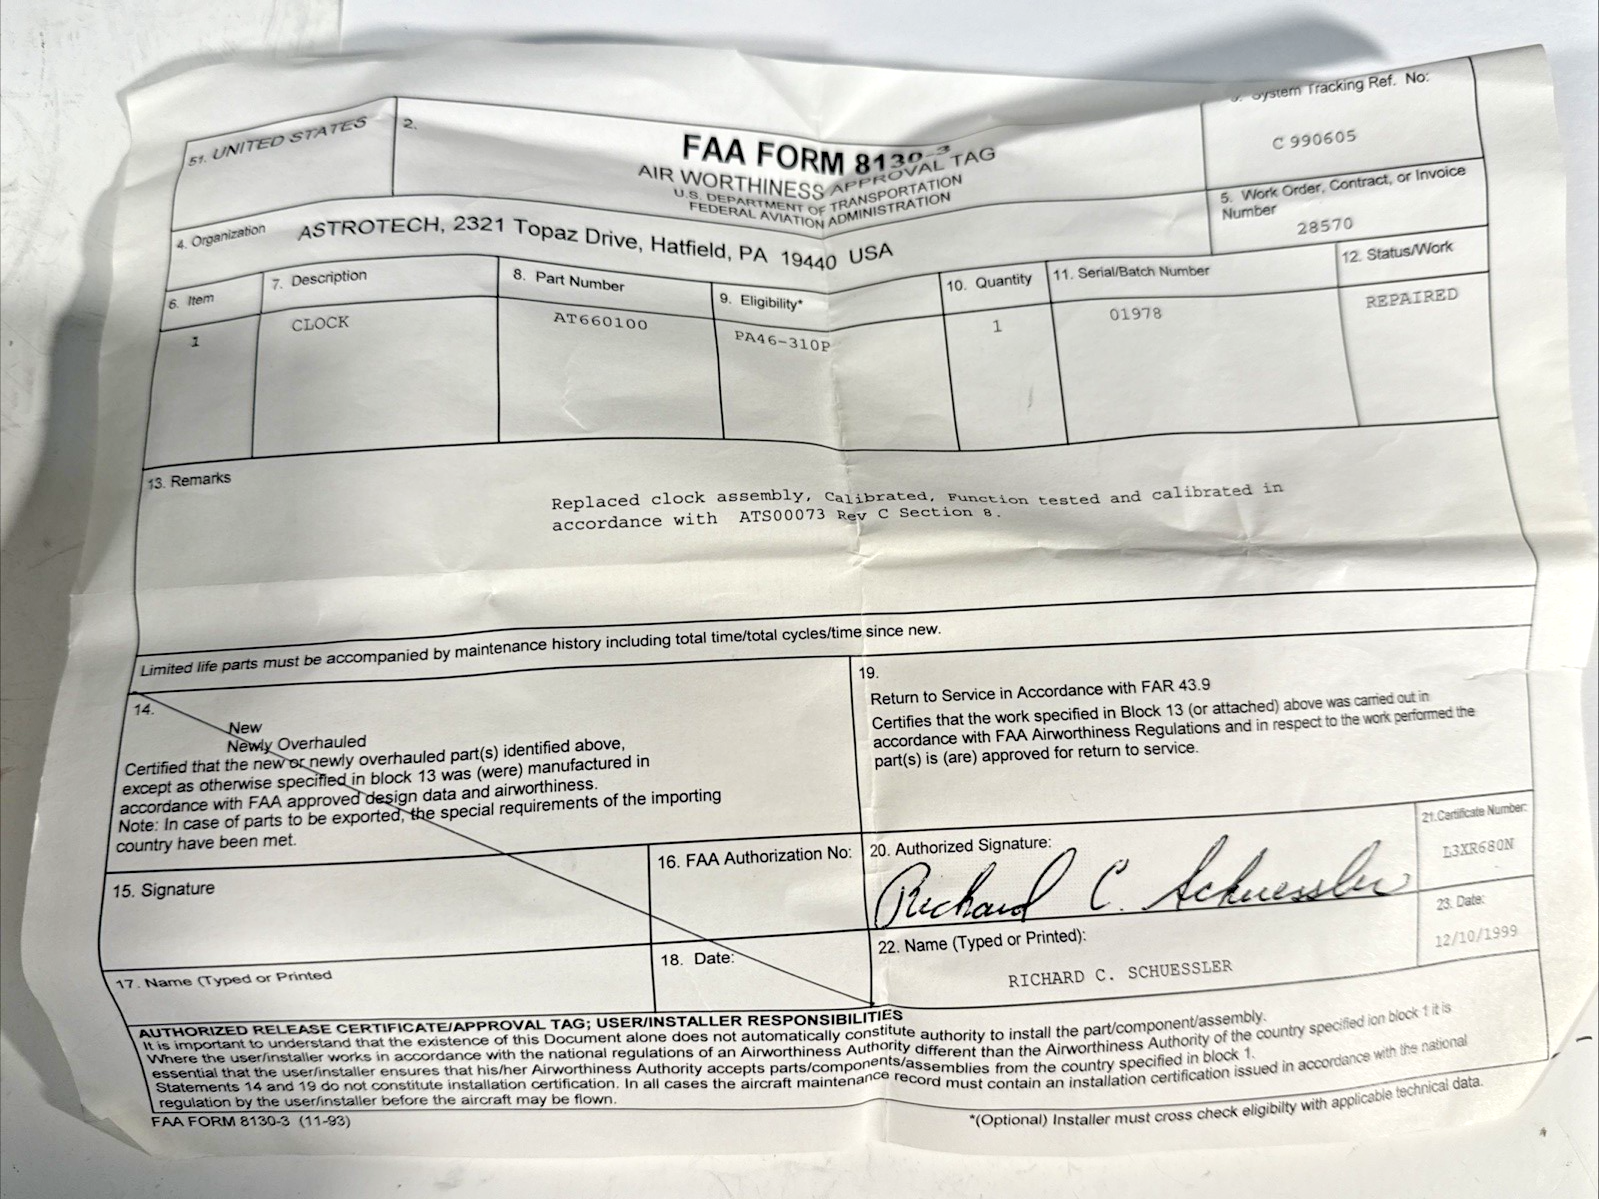 51. UNITED STATES
2.
FAA FORM 8130-3
AIR WORTHINESS APPROVAL TAG
U.S. DEPARTMENT OF TRANSPORTATION
FEDERAL AVIATION ADMINISTRATION
3. System Tracking Ref. No:
C 990605
4. Organization ASTROTECH, 2321 Topaz Drive, Hatfield, PA 19440 USA
5. Work Order, Contract, or Invoice
Number
28570
6. Item 7. Description 8. Part Number 9. Eligibility* 10. Quantity 11. Serial/Batch Number 12. Status/Work
1 CLOCK AT660100 PA46-310P 1 01978 REPAIRED
13. Remarks
Replaced clock assembly, Calibrated, Function tested and calibrated in
accordance with ATS00073 Rev C Section 8.
Limited life parts must be accompanied by maintenance history including total time/total cycles/time since new.
14.
New
Newly Overhauled
Certified that the new or newly overhauled part(s) identified above,
except as otherwise specified in block 13 was (were) manufactured in
accordance with FAA approved design data and airworthiness.
Note: In case of parts to be exported, the special requirements of the importing
country have been met.
19.
Return to Service in Accordance with FAR 43.9
Certifies that the work specified in Block 13 (or attached) above was carried out in
accordance with FAA Airworthiness Regulations and in respect to the work performed the
part(s) is (are) approved for return to service.
15. Signature
16. FAA Authorization No:
20. Authorized Signature:
Richard C. Schuessler
21.Certificate Number:
L3XR680N
17. Name (Typed or Printed
18. Date:
22. Name (Typed or Printed):
RICHARD C. SCHUESSLER
23. Date:
12/10/1999
AUTHORIZED RELEASE CERTIFICATE/APPROVAL TAG; USER/INSTALLER RESPONSIBILITIES
It is important to understand that the existence of this Document alone does not automatically constitute authority to install the part/component/assembly.
Where the user/installer works in accordance with the national regulations of an Airworthiness Authority different than the Airworthiness Authority of the country specified ion block 1 it is
essential that the user/installer ensures that his/her Airworthiness Authority accepts parts/components/assemblies from the country specified in block 1.
Statements 14 and 19 do not constitute installation certification. In all cases the aircraft maintenance record must contain an installation certification issued in accordance with the national
regulation by the user/installer before the aircraft may be flown.
FAA FORM 8130-3 (11-93)
*(Optional) Installer must cross check eligibilty with applicable technical data.